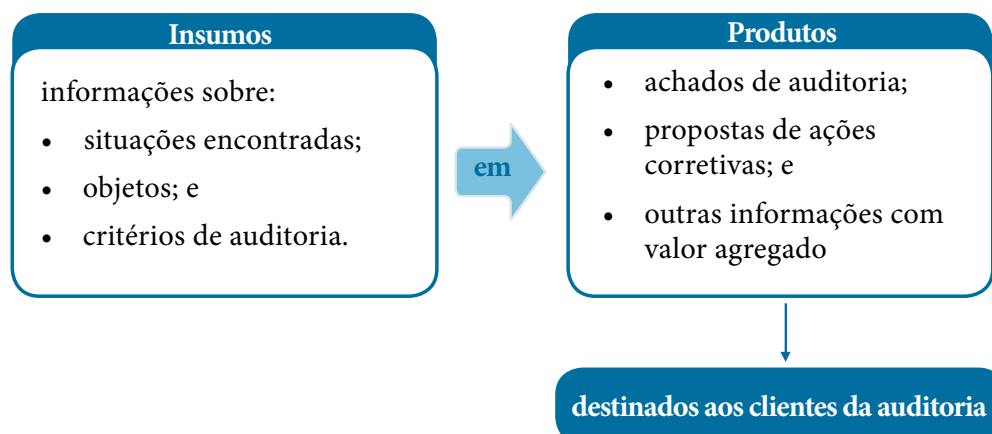 Insumos
informações sobre:
• situações encontradas;
• objetos; e
• critérios de auditoria.
em
Produtos
• achados de auditoria;
• propostas de ações
corretivas; e
• outras informações com
valor agregado
destinados aos clientes da auditoria